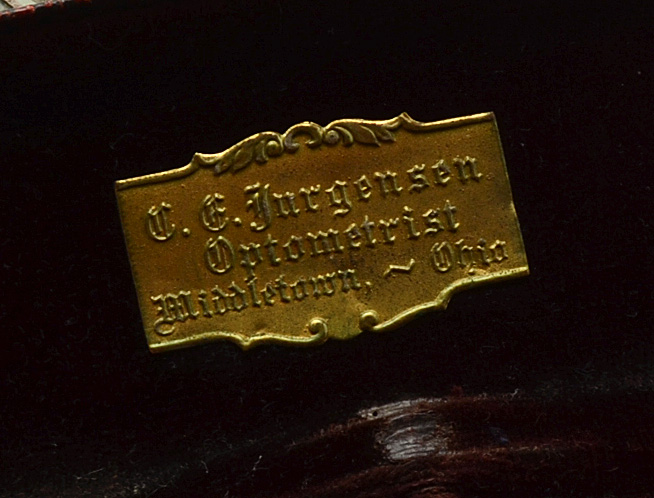 C. E. Jurgensen
Optometrist
Middletown, ~ Ohio